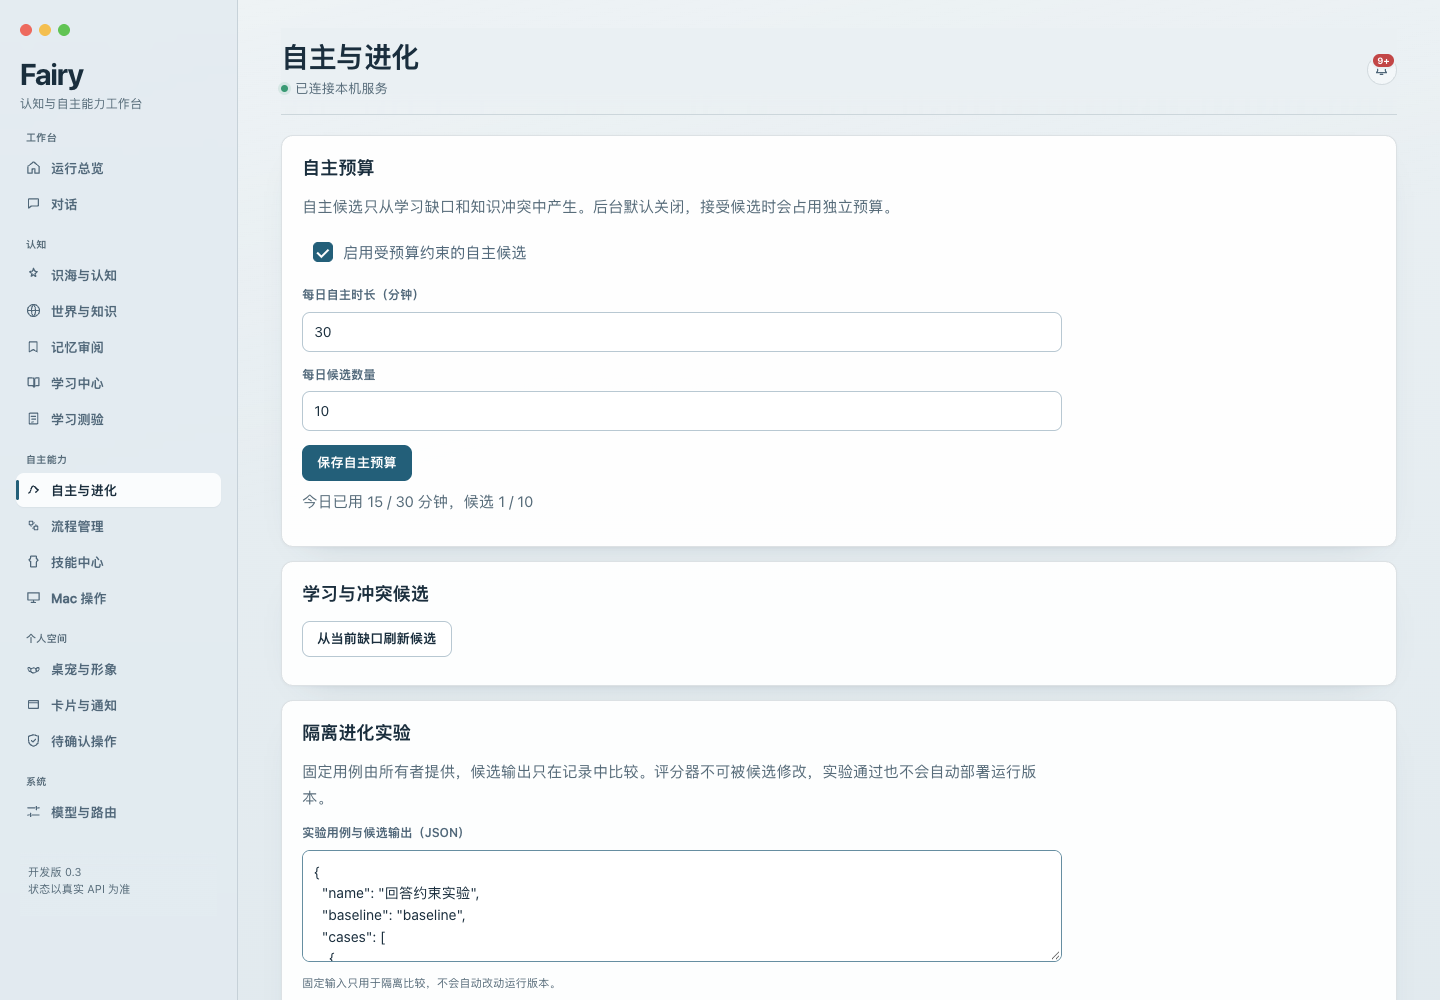 Fairy
认知与自主能力工作台
工作台
运行总览
对话
认知
识海与认知
世界与知识
记忆审阅
学习中心
学习测验
自主能力
自主与进化
流程管理
技能中心
Mac 操作
个人空间
桌宠与形象
卡片与通知
待确认操作
系统
模型与路由
开发版 0.3
状态以真实 API 为准
自主与进化
已连接本机服务
9+
自主预算
自主候选只从学习缺口和知识冲突中产生。后台默认关闭，接受候选时会占用独立预算。
启用受预算约束的自主候选
每日自主时长（分钟）
30
每日候选数量
10
保存自主预算
今日已用 15 / 30 分钟，候选 1 / 10
学习与冲突候选
从当前缺口刷新候选
隔离进化实验
固定用例由所有者提供，候选输出只在记录中比较。评分器不可被候选修改，实验通过也不会自动部署运行版
本。
实验用例与候选输出（JSON）
{
"name": "回答约束实验",
"baseline": "baseline",
"cases": [
{
固定输入只用于隔离比较，不会自动改动运行版本。